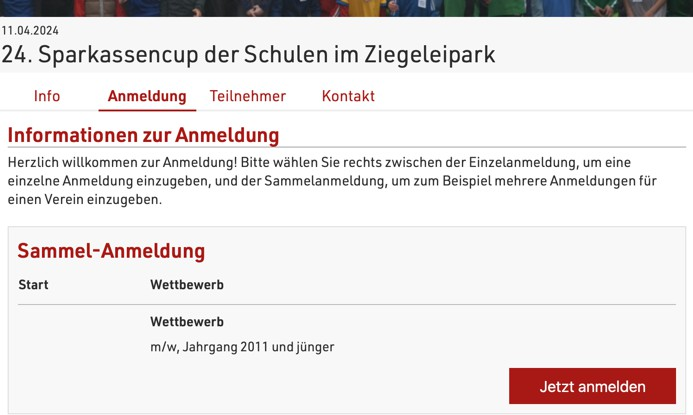 11.04.2024
24. Sparkassencup der Schulen im Ziegeleipark
Info Anmeldung Teilnehmer Kontakt
Informationen zur Anmeldung
Herzlich willkommen zur Anmeldung! Bitte wählen Sie rechts zwischen der Einzelanmeldung, um eine
einzelne Anmeldung einzugeben, und der Sammelanmeldung, um zum Beispiel mehrere Anmeldungen für
einen Verein einzugeben.
Sammel-Anmeldung
Start Wettbewerb
Wettbewerb
m/w, Jahrgang 2011 und jünger
Jetzt anmelden